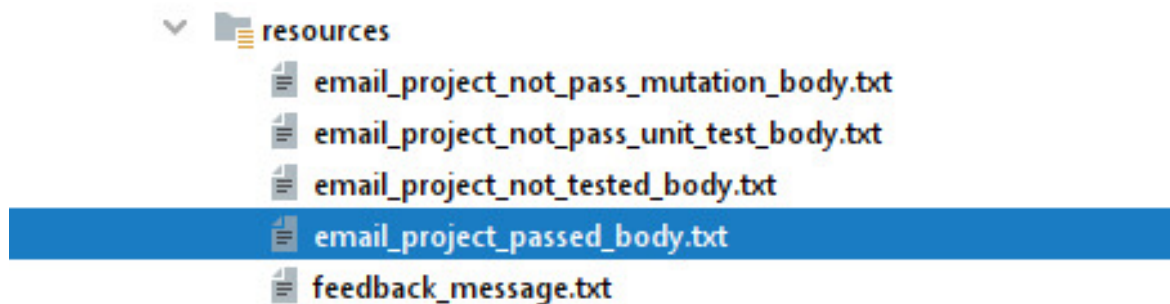 resources
email_project_not_pass_mutation_body.txt
email_project_not_pass_unit_test_body.txt
email_project_not_tested_body.txt
email_project_passed_body.txt
feedback_message.txt